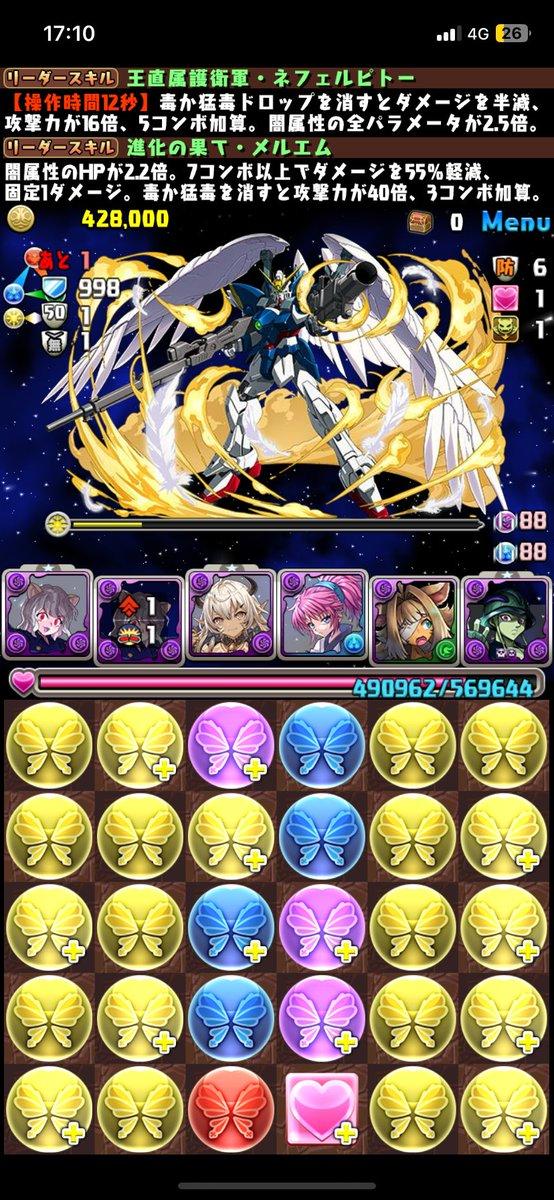 17:10 4G 26
リーダースキル 王直属護衛軍・ネフェルピトー
【操作時間12秒】毒か猛毒ドロップを消すとダメージを半減、
攻撃力が16倍、5コンボ加算。闇属性の全パラメータが2.5倍。
リーダースキル 進化の果て・メルエム
闇属性のHPが2.2倍。7コンボ以上でダメージを55%軽減、
固定1ダメージ。毒か猛毒を消すと攻撃力が40倍、3コンボ加算。
428,000 0 Menu
あと 1 防 6
998 1
50 1 1
無 1
88
88
1
1
490962/569644